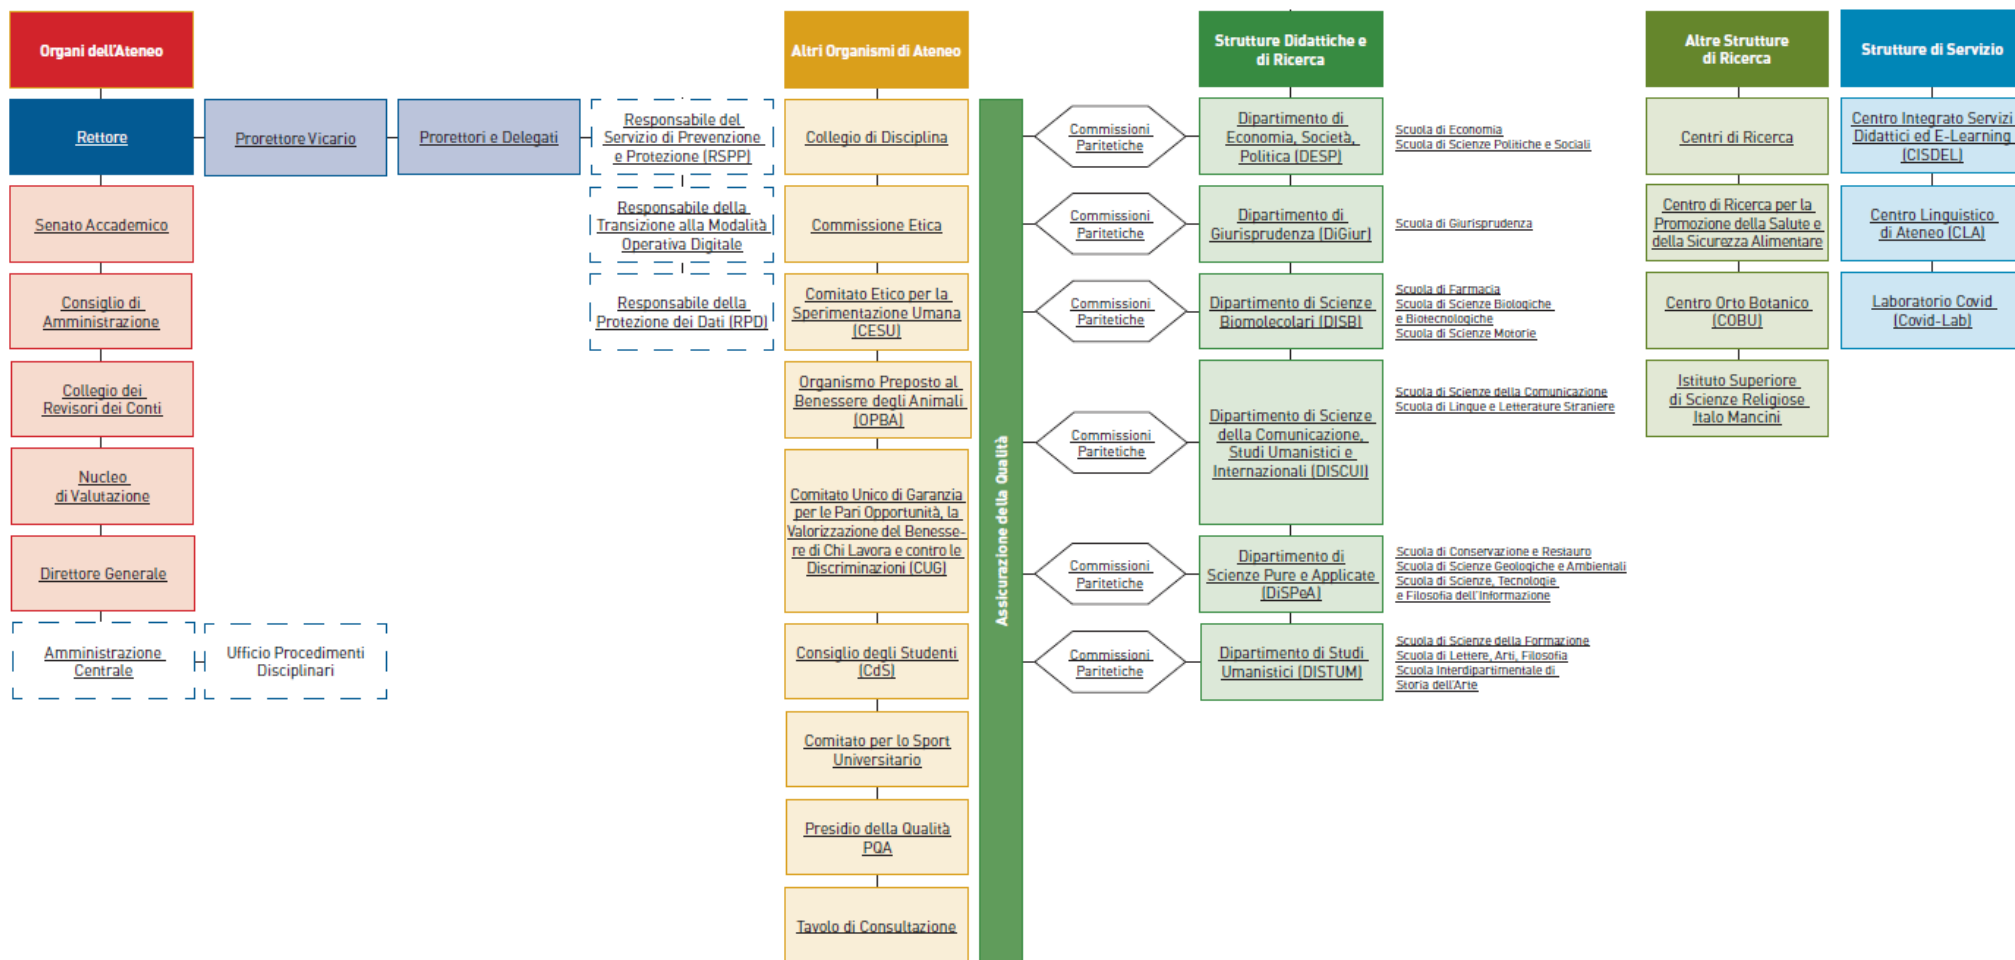 Organi dell'Ateneo
Rettore
Prorettore Vicario
Prorettori e Delegati
Responsabile del
Servizio di Prevenzione
e Protezione (RSPP)
Responsabile della
Transizione alla Modalità
Operativa Digitale
Responsabile della
Protezione dei Dati (RPD)
Senato Accademico
Consiglio di
Amministrazione
Collegio dei
Revisori dei Conti
Nucleo
di Valutazione
Direttore Generale
Amministrazione
Centrale
Ufficio Procedimenti
Disciplinari
Altri Organismi di Ateneo
Collegio di Disciplina
Commissione Etica
Comitato Etico per la
Sperimentazione Umana
(CESU)
Organismo Preposto al
Benessere degli Animali
(OPBA)
Comitato Unico di Garanzia
per le Pari Opportunità, la
Valorizzazione del Benesse-
re di Chi Lavora e contro le
Discriminazioni (CUG)
Consiglio degli Studenti
(CdS)
Comitato per lo Sport
Universitario
Presidio della Qualità
PQA
Tavolo di Consultazione
Assicurazione della Qualità
Strutture Didattiche e
di Ricerca
Commissioni
Paritetiche
Dipartimento di
Economia, Società,
Politica (DESP)
Scuola di Economia
Scuola di Scienze Politiche e Sociali
Commissioni
Paritetiche
Dipartimento di
Giurisprudenza (DiGiur)
Scuola di Giurisprudenza
Commissioni
Paritetiche
Dipartimento di Scienze
Biomolecolari (DISB)
Scuola di Farmacia
Scuola di Scienze Biologiche
e Biotecnologiche
Scuola di Scienze Motorie
Commissioni
Paritetiche
Dipartimento di Scienze
della Comunicazione,
Studi Umanistici e
Internazionali (DISCUI)
Scuola di Scienze della Comunicazione
Scuola di Lingue e Letterature Straniere
Commissioni
Paritetiche
Dipartimento di
Scienze Pure e Applicate
(DiSPeA)
Scuola di Conservazione e Restauro
Scuola di Scienze Geologiche e Ambientali
Scuola di Scienze, Tecnologie
e Filosofia dell'Informazione
Commissioni
Paritetiche
Dipartimento di Studi
Umanistici (DISTUM)
Scuola di Scienze della Formazione
Scuola di Lettere, Arti, Filosofia
Scuola Interdipartimentale di
Storia dell'Arte
Altre Strutture
di Ricerca
Centri di Ricerca
Centro di Ricerca per la
Promozione della Salute e
della Sicurezza Alimentare
Centro Orto Botanico
(COBU)
Istituto Superiore
di Scienze Religiose
Italo Mancini
Strutture di Servizio
Centro Integrato Servizi
Didattici ed E-Learning
(CISDEL)
Centro Linguistico
di Ateneo (CLA)
Laboratorio Covid
(Covid-Lab)